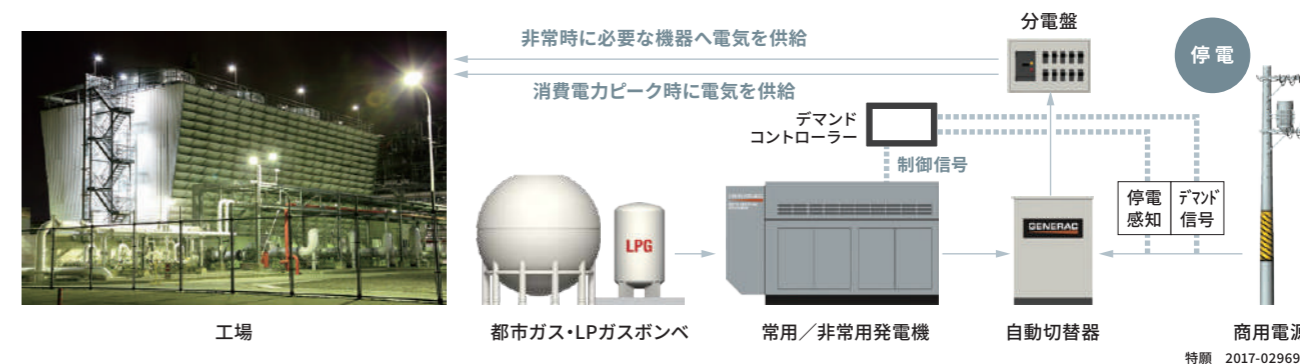 分電盤
停電
非常時に必要な機器へ電気を供給
消費電力ピーク時に電気を供給
デマンド
コントローラー
制御信号
停電
感知
デマンド
信号
LPG
GENERAC
工場
都市ガス・LPガスボンベ
常用／非常用発電機
自動切替器
商用電源
特願 2017-02969